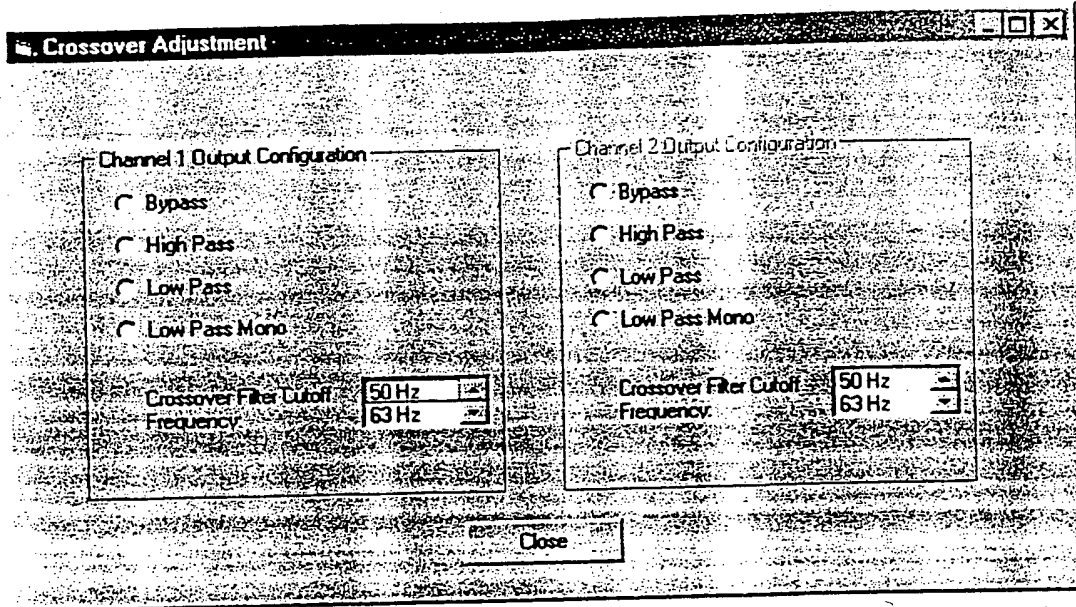 Crossover Adjustment
Channel 1 Output Configuration
Bypass
High Pass
Low Pass
Low Pass Mono
Crossover Filter Cutoff
Frequency:
50 Hz
63 Hz
Channel 2 Output Configuration
Bypass
High Pass
Low Pass
Low Pass Mono
Crossover Filter Cutoff
Frequency:
50 Hz
63 Hz
Close